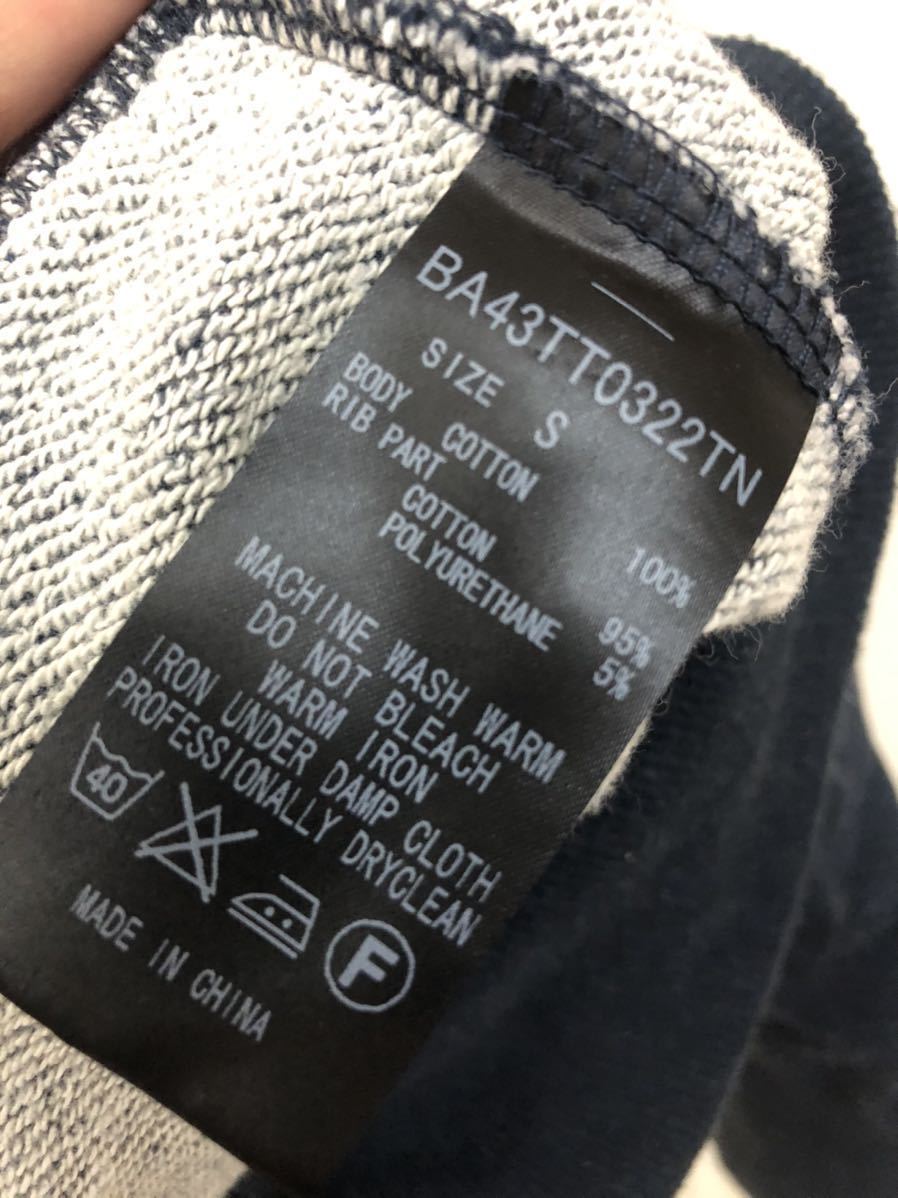 BA43TT0322TN
SIZE S
BODY COTTON 100%
RIB PART
COTTON 95%
POLYURETHANE 5%
MACHINE WASH WARM
DO NOT BLEACH
WARM IRON
IRON UNDER DAMP CLOTH
PROFESSIONALLY DRYCLEAN
40
F
MADE IN CHINA